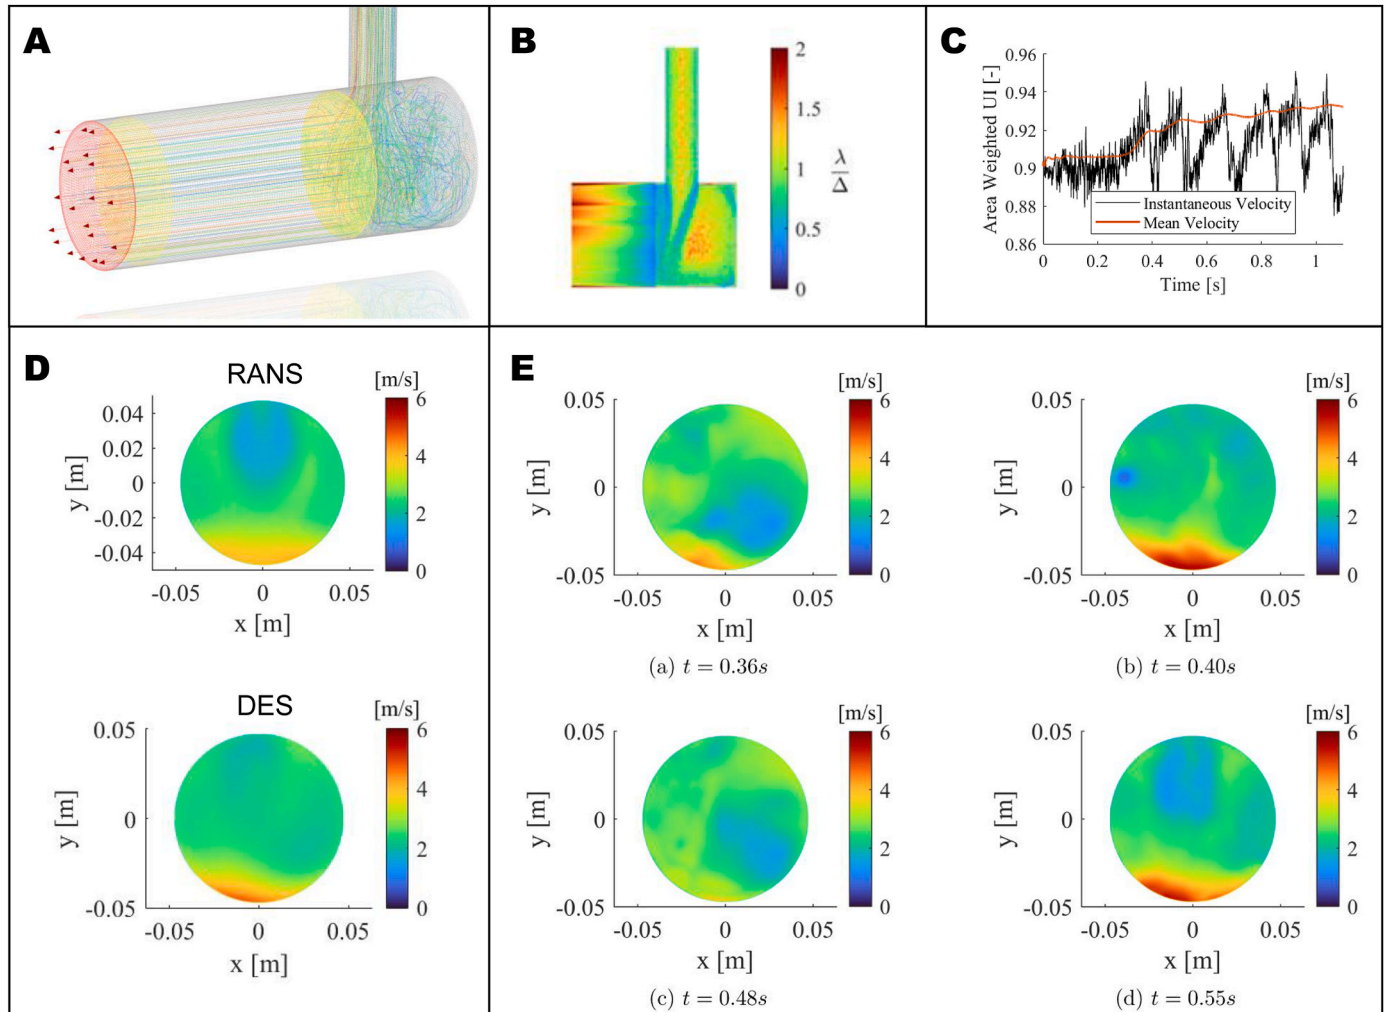 A
B
2
1.5
1
0.5
0
λ
Δ
C
0.96
0.94
0.92
0.9
0.88
0.86
Area Weighted UI [-]
Instantaneous Velocity
Mean Velocity
0 0.2 0.4 0.6 0.8 1
Time [s]
D
RANS
[m/s]
6
4
2
0
0.04
0.02
0
-0.02
-0.04
y [m]
-0.05 0 0.05
x [m]
DES
[m/s]
6
4
2
0
0.05
0
-0.05
y [m]
-0.05 0 0.05
x [m]
E
[m/s]
6
4
2
0
0.05
0
-0.05
y [m]
-0.05 0 0.05
x [m]
(a) t = 0.36s
[m/s]
6
4
2
0
0.05
0
-0.05
y [m]
-0.05 0 0.05
x [m]
(b) t = 0.40s
[m/s]
6
4
2
0
0.05
0
-0.05
y [m]
-0.05 0 0.05
x [m]
(c) t = 0.48s
[m/s]
6
4
2
0
0.05
0
-0.05
y [m]
-0.05 0 0.05
x [m]
(d) t = 0.55s